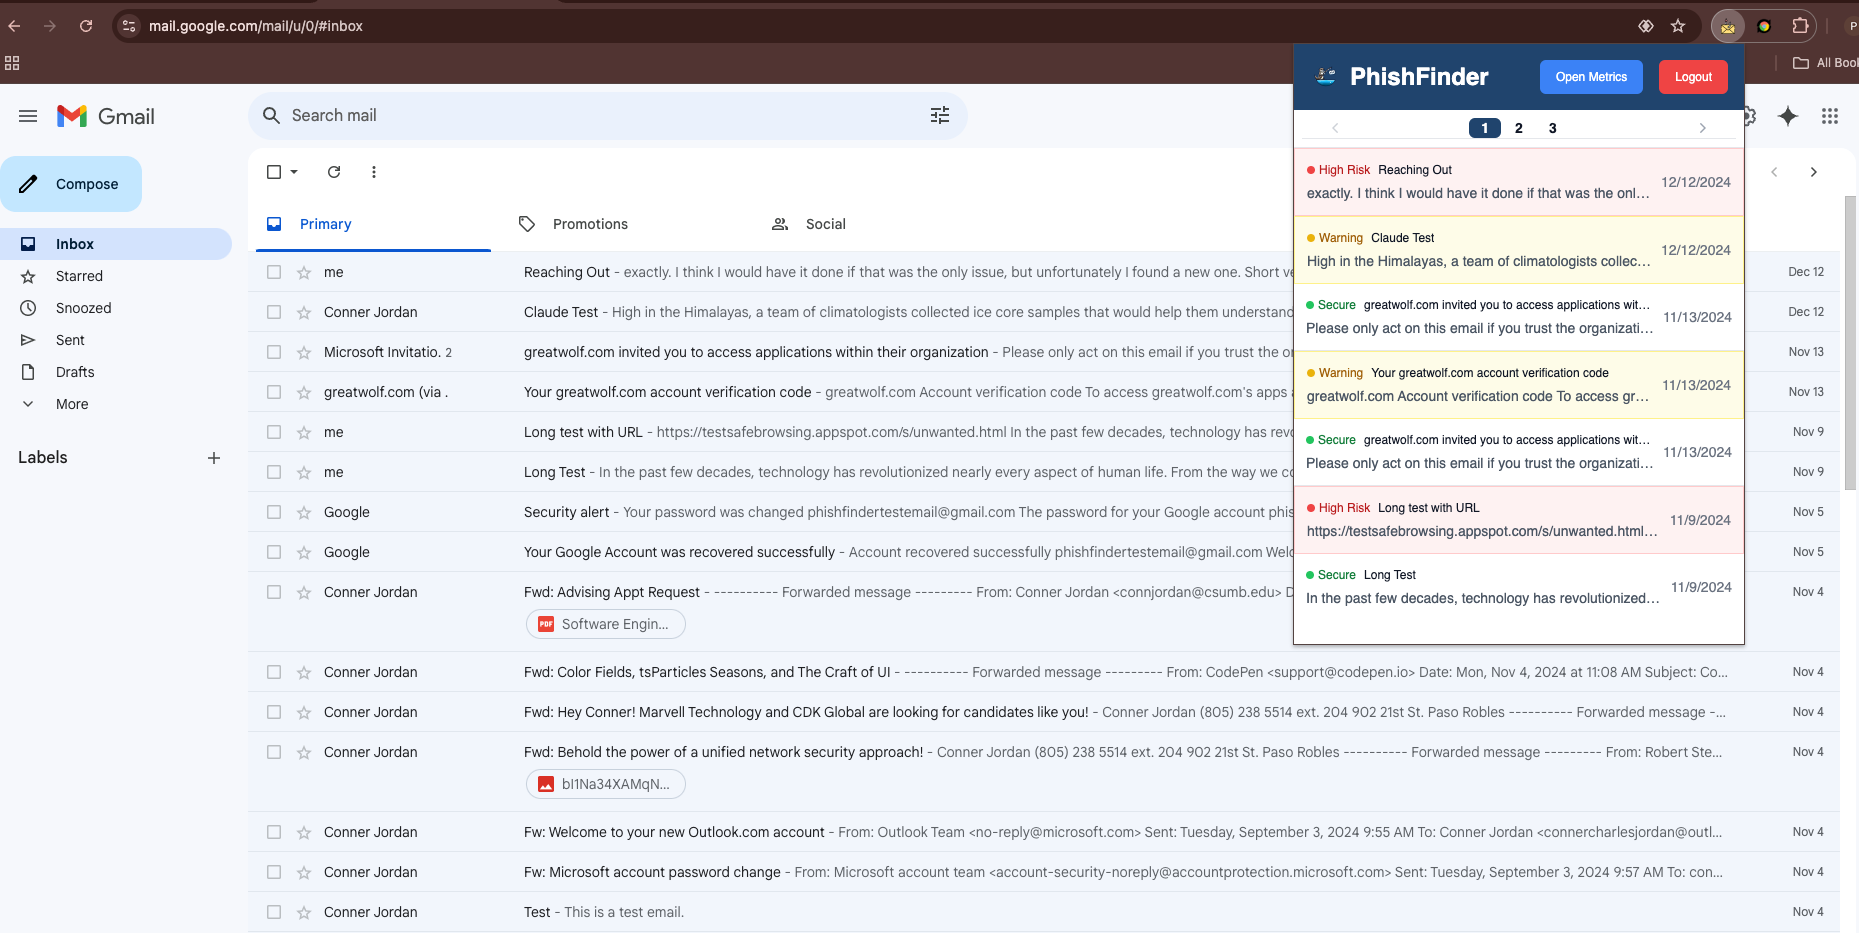 mail.google.com/mail/u/0/#inbox
P
All Book
Gmail
Search mail
Compose
Inbox
Starred
Snoozed
Sent
Drafts
More
Labels
Primary
Promotions
Social
me Reaching Out - exactly. I think I would have it done if that was the only issue, but unfortunately I found a new one. Short ve Dec 12
Conner Jordan Claude Test - High in the Himalayas, a team of climatologists collected ice core samples that would help them understand Dec 12
Microsoft Invitatio. 2 greatwolf.com invited you to access applications within their organization - Please only act on this email if you trust the or Nov 13
greatwolf.com (via . Your greatwolf.com account verification code - greatwolf.com Account verification code To access greatwolf.com's apps a Nov 13
me Long test with URL - https://testsafebrowsing.appspot.com/s/unwanted.html In the past few decades, technology has revo Nov 9
me Long Test - In the past few decades, technology has revolutionized nearly every aspect of human life. From the way we co Nov 9
Google Security alert - Your password was changed phishfindertestemail@gmail.com The password for your Google account phis Nov 5
Google Your Google Account was recovered successfully - Account recovered successfully phishfindertestemail@gmail.com Welc Nov 5
Conner Jordan Fwd: Advising Appt Request - ---------- Forwarded message --------- From: Conner Jordan <connjordan@csumb.edu> D Nov 4
PDF Software Engin...
Conner Jordan Fwd: Color Fields, tsParticles Seasons, and The Craft of UI - ---------- Forwarded message --------- From: CodePen <support@codepen.io> Date: Mon, Nov 4, 2024 at 11:08 AM Subject: Co... Nov 4
Conner Jordan Fwd: Hey Conner! Marvell Technology and CDK Global are looking for candidates like you! - Conner Jordan (805) 238 5514 ext. 204 902 21st St. Paso Robles ---------- Forwarded message -... Nov 4
Conner Jordan Fwd: Behold the power of a unified network security approach! - Conner Jordan (805) 238 5514 ext. 204 902 21st St. Paso Robles ---------- Forwarded message --------- From: Robert Ste... Nov 4
bI1Na34XAMqN...
Conner Jordan Fw: Welcome to your new Outlook.com account - From: Outlook Team <no-reply@microsoft.com> Sent: Tuesday, September 3, 2024 9:55 AM To: Conner Jordan <connercharlesjordan@outl... Nov 4
Conner Jordan Fw: Microsoft account password change - From: Microsoft account team <account-security-noreply@accountprotection.microsoft.com> Sent: Tuesday, September 3, 2024 9:57 AM To: con... Nov 4
Conner Jordan Test - This is a test email. Nov 4
PhishFinder Open Metrics Logout
1 2 3
High Risk Reaching Out
exactly. I think I would have it done if that was the onl...
12/12/2024
Warning Claude Test
High in the Himalayas, a team of climatologists collec...
12/12/2024
Secure greatwolf.com invited you to access applications wit...
Please only act on this email if you trust the organizati...
11/13/2024
Warning Your greatwolf.com account verification code
greatwolf.com Account verification code To access gr...
11/13/2024
Secure greatwolf.com invited you to access applications wit...
Please only act on this email if you trust the organizati...
11/13/2024
High Risk Long test with URL
https://testsafebrowsing.appspot.com/s/unwanted.html...
11/9/2024
Secure Long Test
In the past few decades, technology has revolutionized...
11/9/2024